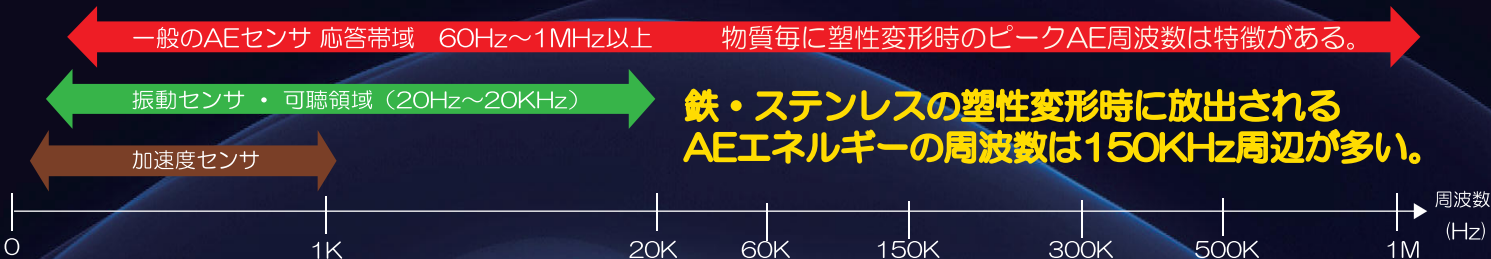 一般のAEセンサ 応答帯域　60Hz～1MHz以上　物質毎に塑性変形時のピークAE周波数は特徴がある。
振動センサ ・ 可聴領域（20Hz～20KHz）
鉄・ステンレスの塑性変形時に放出される
AEエネルギーの周波数は150KHz周辺が多い。
加速度センサ
周波数
(Hz)
0 1K 20K 60K 150K 300K 500K 1M